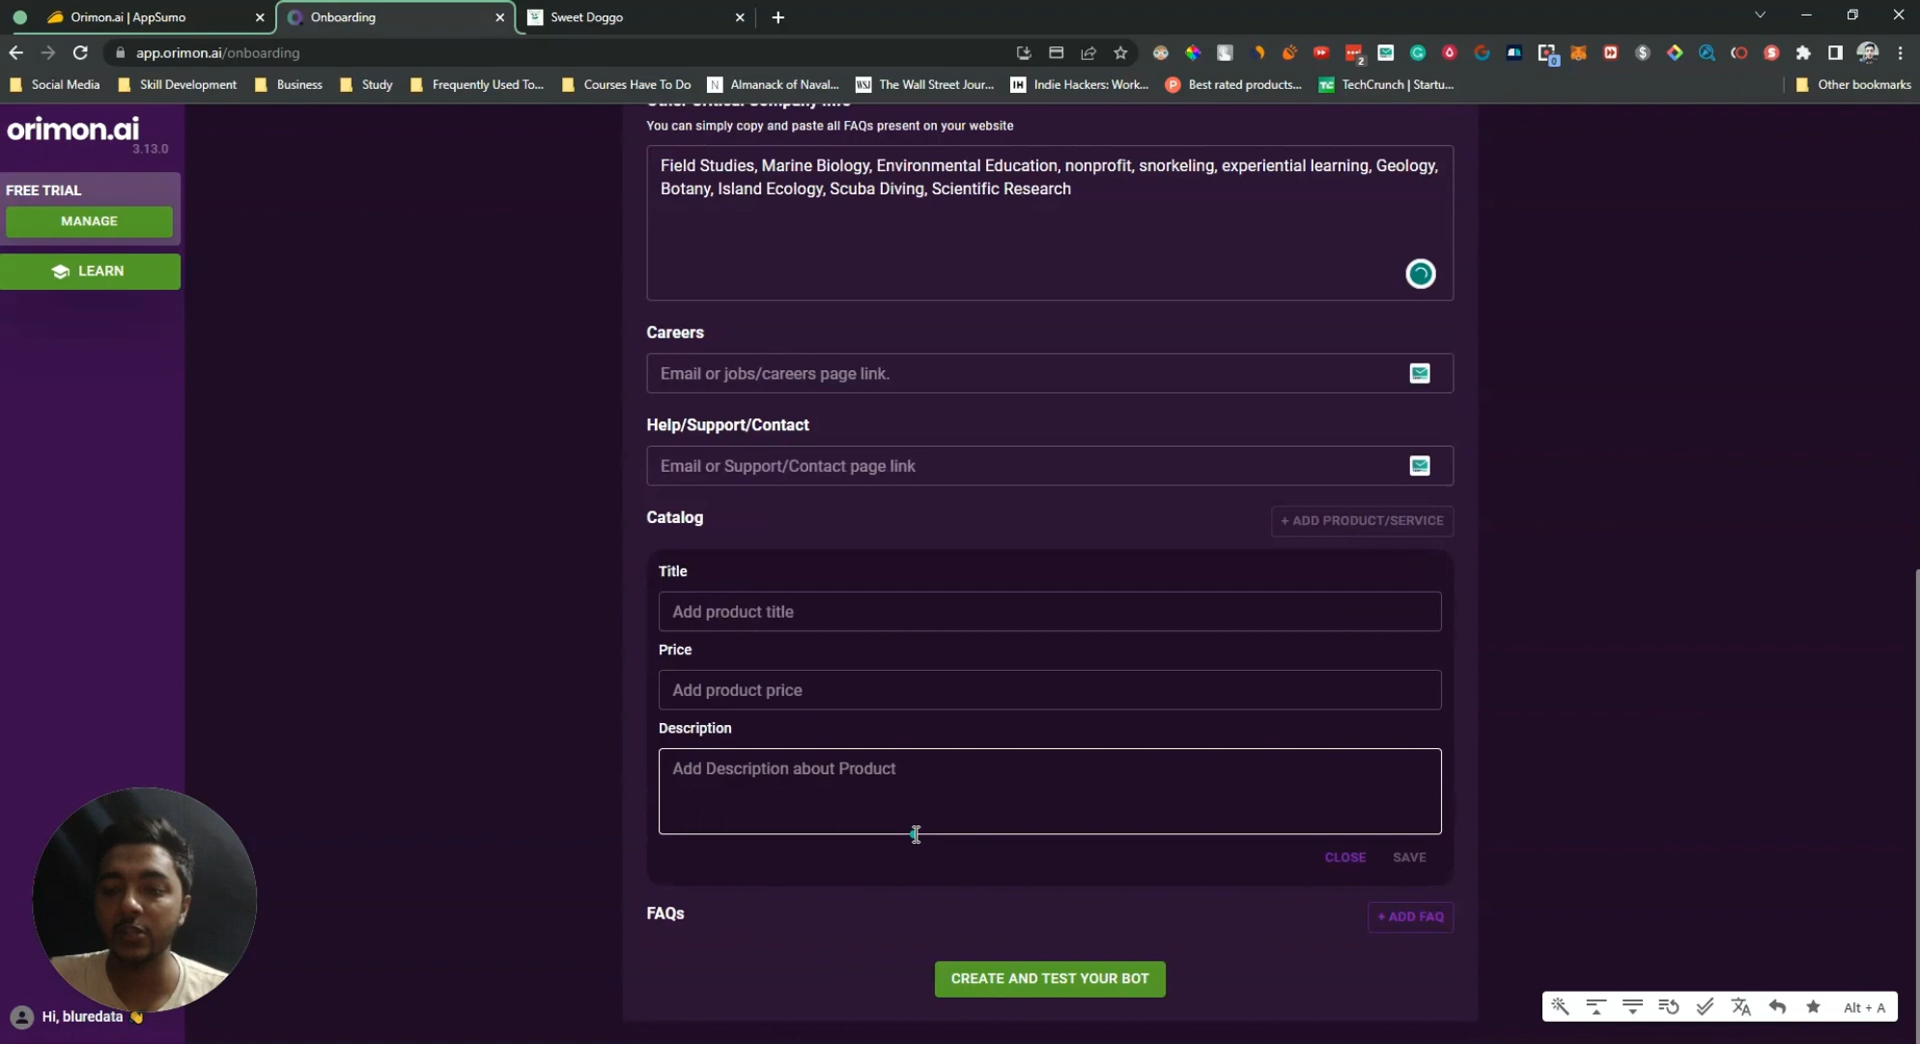 Orimon.ai | AppSumo
Onboarding
Sweet Doggo
app.orimon.ai/onboarding
2
0
Social Media
Skill Development
Business
Study
Frequently Used To...
Courses Have To Do
Almanack of Naval...
The Wall Street Jour...
Indie Hackers: Work...
Best rated products...
TechCrunch | Startu...
Other bookmarks
orimon.ai
3.13.0
FREE TRIAL
MANAGE
LEARN
Other Critical Company Info
You can simply copy and paste all FAQs present on your website
Field Studies, Marine Biology, Environmental Education, nonprofit, snorkeling, experiential learning, Geology,
Botany, Island Ecology, Scuba Diving, Scientific Research
Careers
Email or jobs/careers page link.
Help/Support/Contact
Email or Support/Contact page link
Catalog
+ ADD PRODUCT/SERVICE
Title
Add product title
Price
Add product price
Description
Add Description about Product
CLOSE
SAVE
FAQs
+ ADD FAQ
CREATE AND TEST YOUR BOT
Hi, bluredata 👋
Alt + A